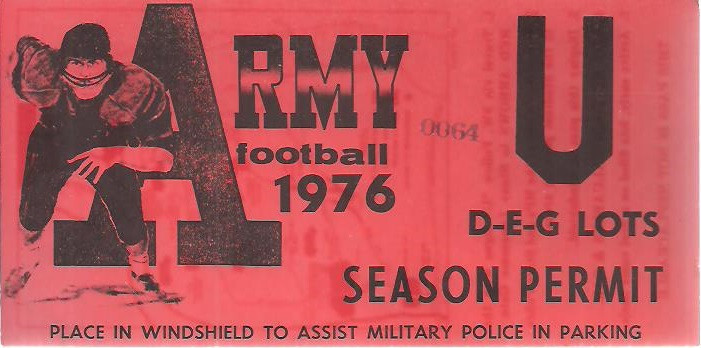 ARMY
football
1976
0064
U
D-E-G LOTS
SEASON PERMIT
PLACE IN WINDSHIELD TO ASSIST MILITARY POLICE IN PARKING